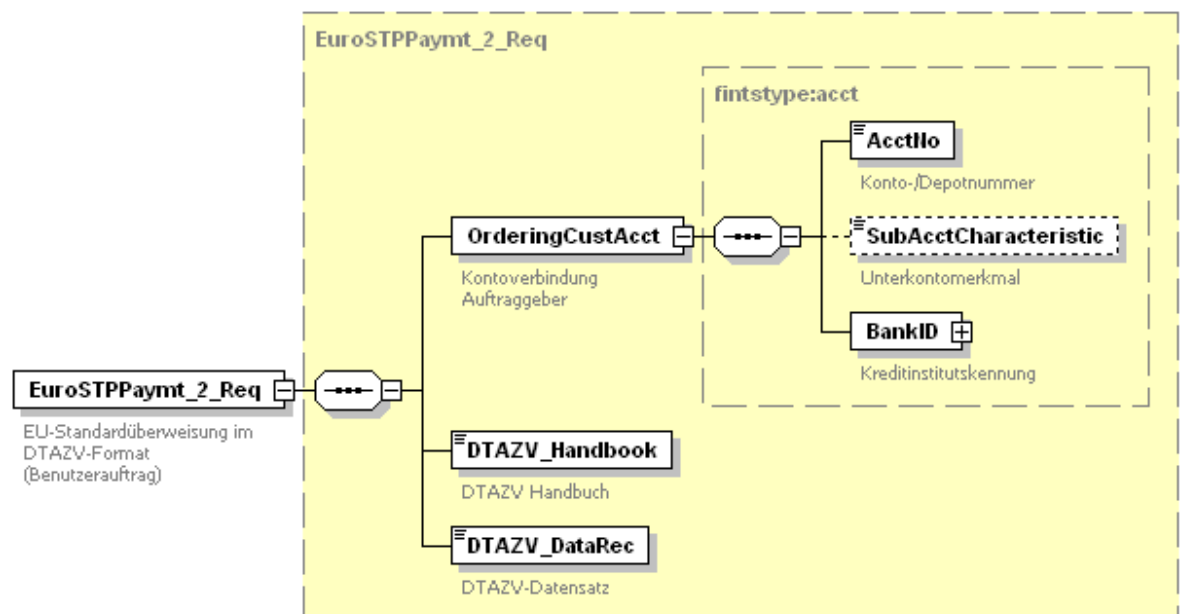 EuroSTPPaymt_2_Req
fintstype:acct
AcctNo
Konto-/Depotnummer
OrderingCustAcct
Kontoverbindung
Auftraggeber
SubAcctCharacteristic
Unterkontomerkmal
BankID
Kreditinstitutskennung
EuroSTPPaymt_2_Req
EU-Standardüberweisung im
DTAZV-Format
(Benutzerauftrag)
DTAZV_Handbook
DTAZV Handbuch
DTAZV_DataRec
DTAZV-Datensatz